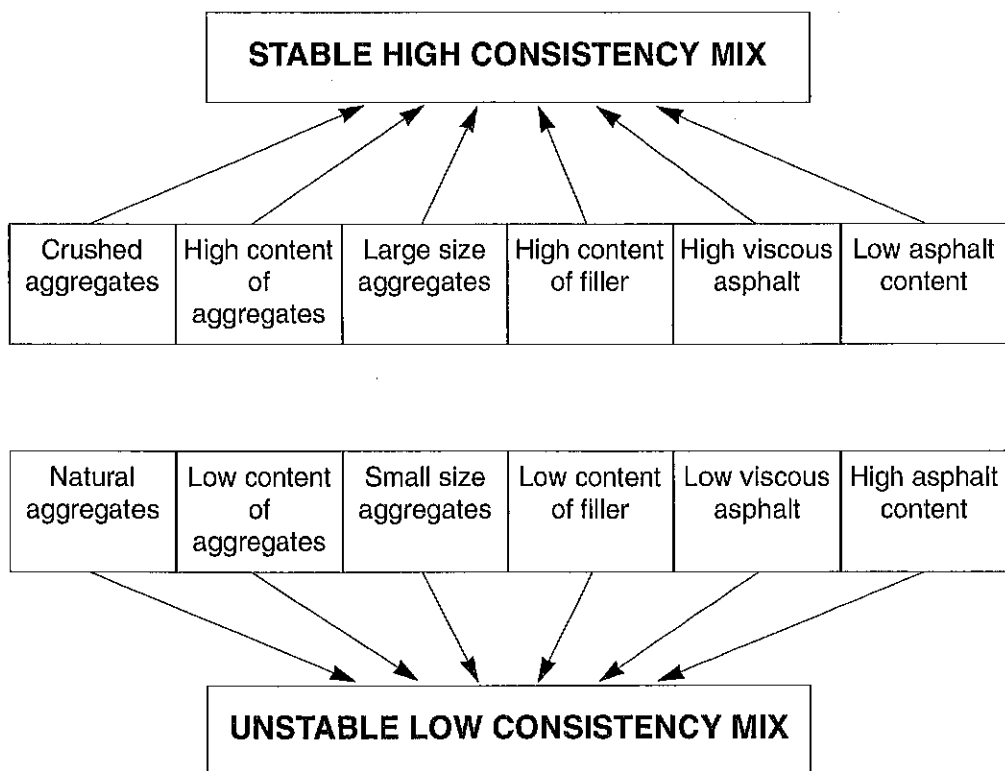 STABLE HIGH CONSISTENCY MIX
Crushed
aggregates
High content
of
aggregates
Large size
aggregates
High content
of filler
High viscous
asphalt
Low asphalt
content
Natural
aggregates
Low content
of
aggregates
Small size
aggregates
Low content
of filler
Low viscous
asphalt
High asphalt
content
UNSTABLE LOW CONSISTENCY MIX